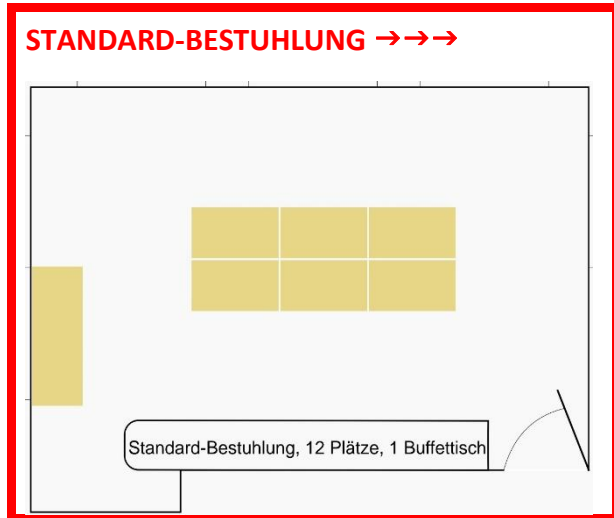 STANDARD-BESTUHLUNG →→→
Standard-Bestuhlung, 12 Plätze, 1 Buffettisch